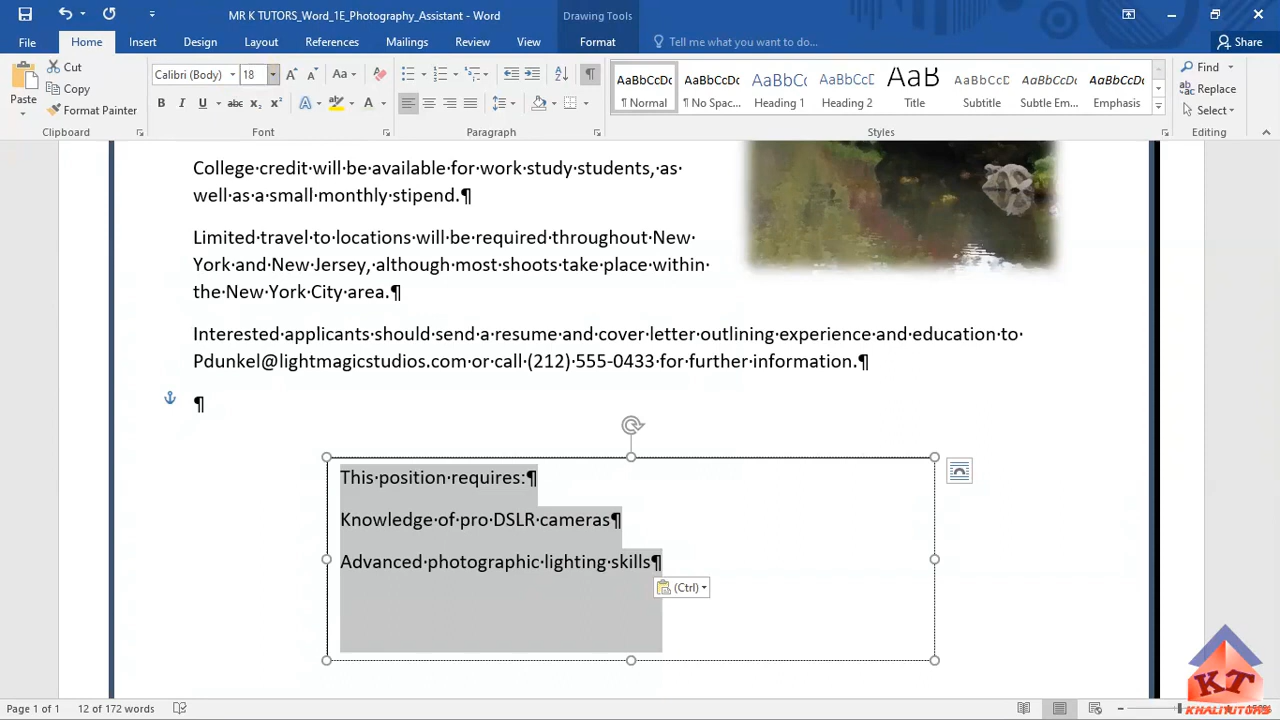 MR K TUTORS_Word_1E_Photography_Assistant - Word
Drawing Tools
File Home Insert Design Layout References Mailings Review View Format Tell me what you want to do... Share
Paste
Cut
Copy
Format Painter
Clipboard
Calibri (Body) 18
Font
Paragraph
AaBbCcDc
¶ Normal
AaBbCcDc
¶ No Spac...
AaBbCc
Heading 1
AaBbCcD
Heading 2
AaB
Title
AaBbCcD
Subtitle
AaBbCcDc
Subtle Em...
AaBbCcDc
Emphasis
Styles
Find
Replace
Select
Editing
College·credit·will·be·available·for·work·study·students,·as·
well·as·a·small·monthly·stipend.¶
Limited·travel·to·locations·will·be·required·throughout·New·
York·and·New·Jersey,·although·most·shoots·take·place·within·
the·New·York·City·area.¶
Interested·applicants·should·send·a·resume·and·cover·letter·outlining·experience·and·education·to·
Pdunkel@lightmagicstudios.com·or·call·(212)·555-0433·for·further·information.¶
¶
This·position·requires:¶
Knowledge·of·pro·DSLR·cameras¶
Advanced·photographic·lighting·skills¶
(Ctrl)
KT
KHALITUTORS
Page 1 of 1 12 of 172 words